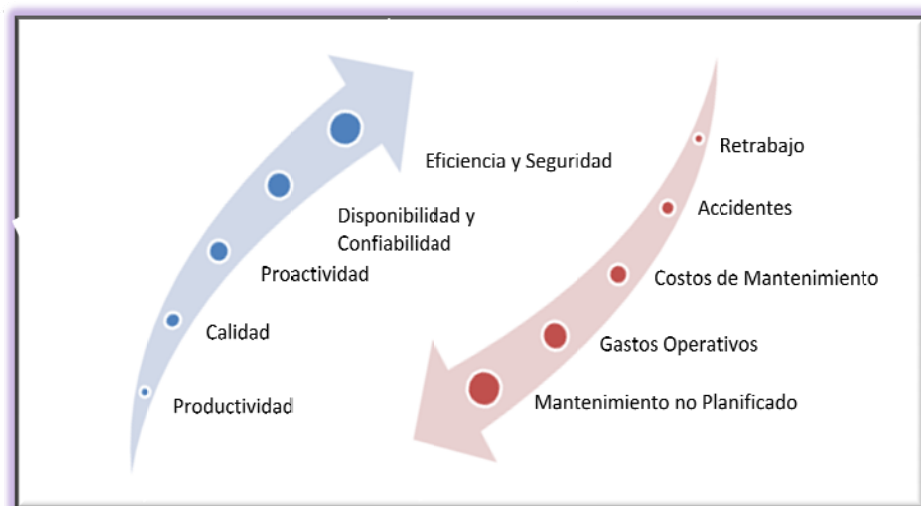 Eficiencia y Seguridad
Disponibilidad y
Confiabilidad
Proactividad
Calidad
Productividad
Retrabajo
Accidentes
Costos de Mantenimiento
Gastos Operativos
Mantenimiento no Planificado